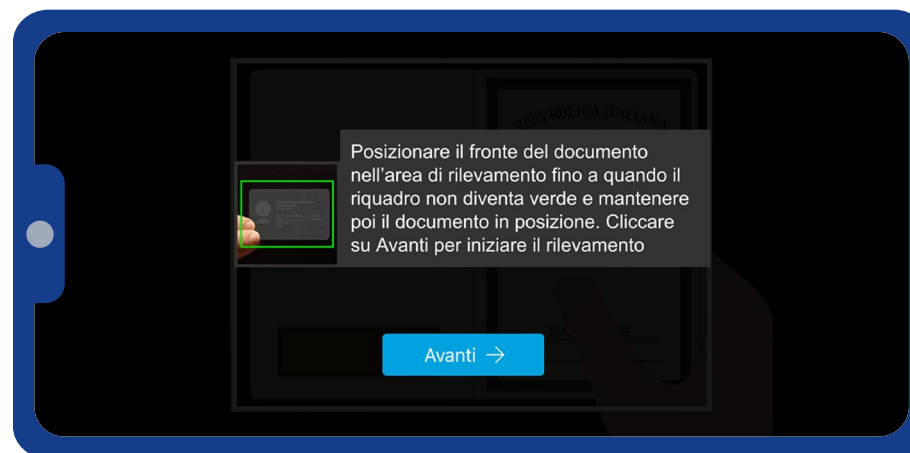 REPVBBLICA ITALIANA
Posizionare il fronte del documento
nell'area di rilevamento fino a quando il
riquadro non diventa verde e mantenere
poi il documento in posizione. Cliccare
su Avanti per iniziare il rilevamento
Avanti →